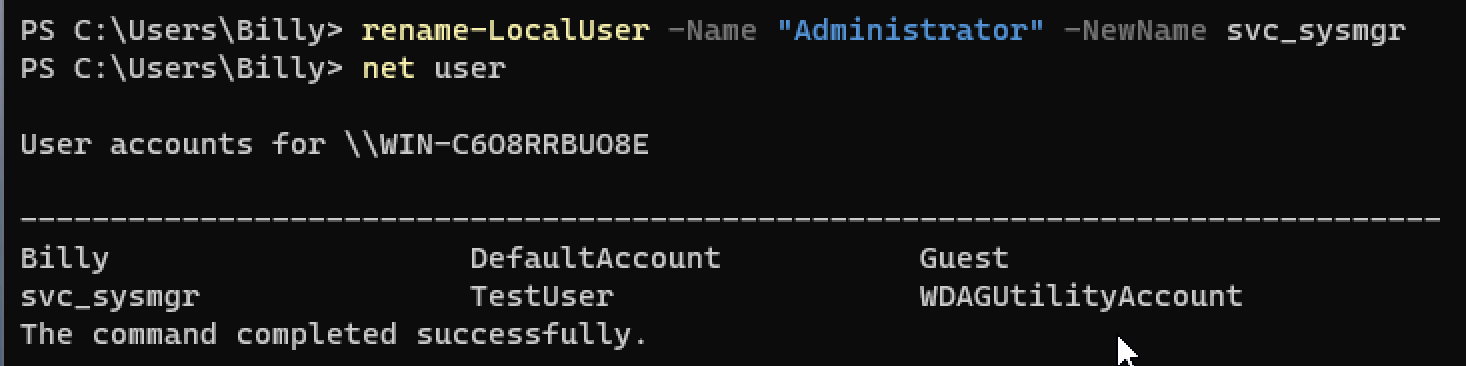 PS C:\Users\Billy> rename-LocalUser -Name "Administrator" -NewName svc_sysmgr
PS C:\Users\Billy> net user
User accounts for \\WIN-C6O8RRBUO8E
-------------------------------------------------------------------------------
Billy                    DefaultAccount           Guest
svc_sysmgr               TestUser                 WDAGUtilityAccount
The command completed successfully.